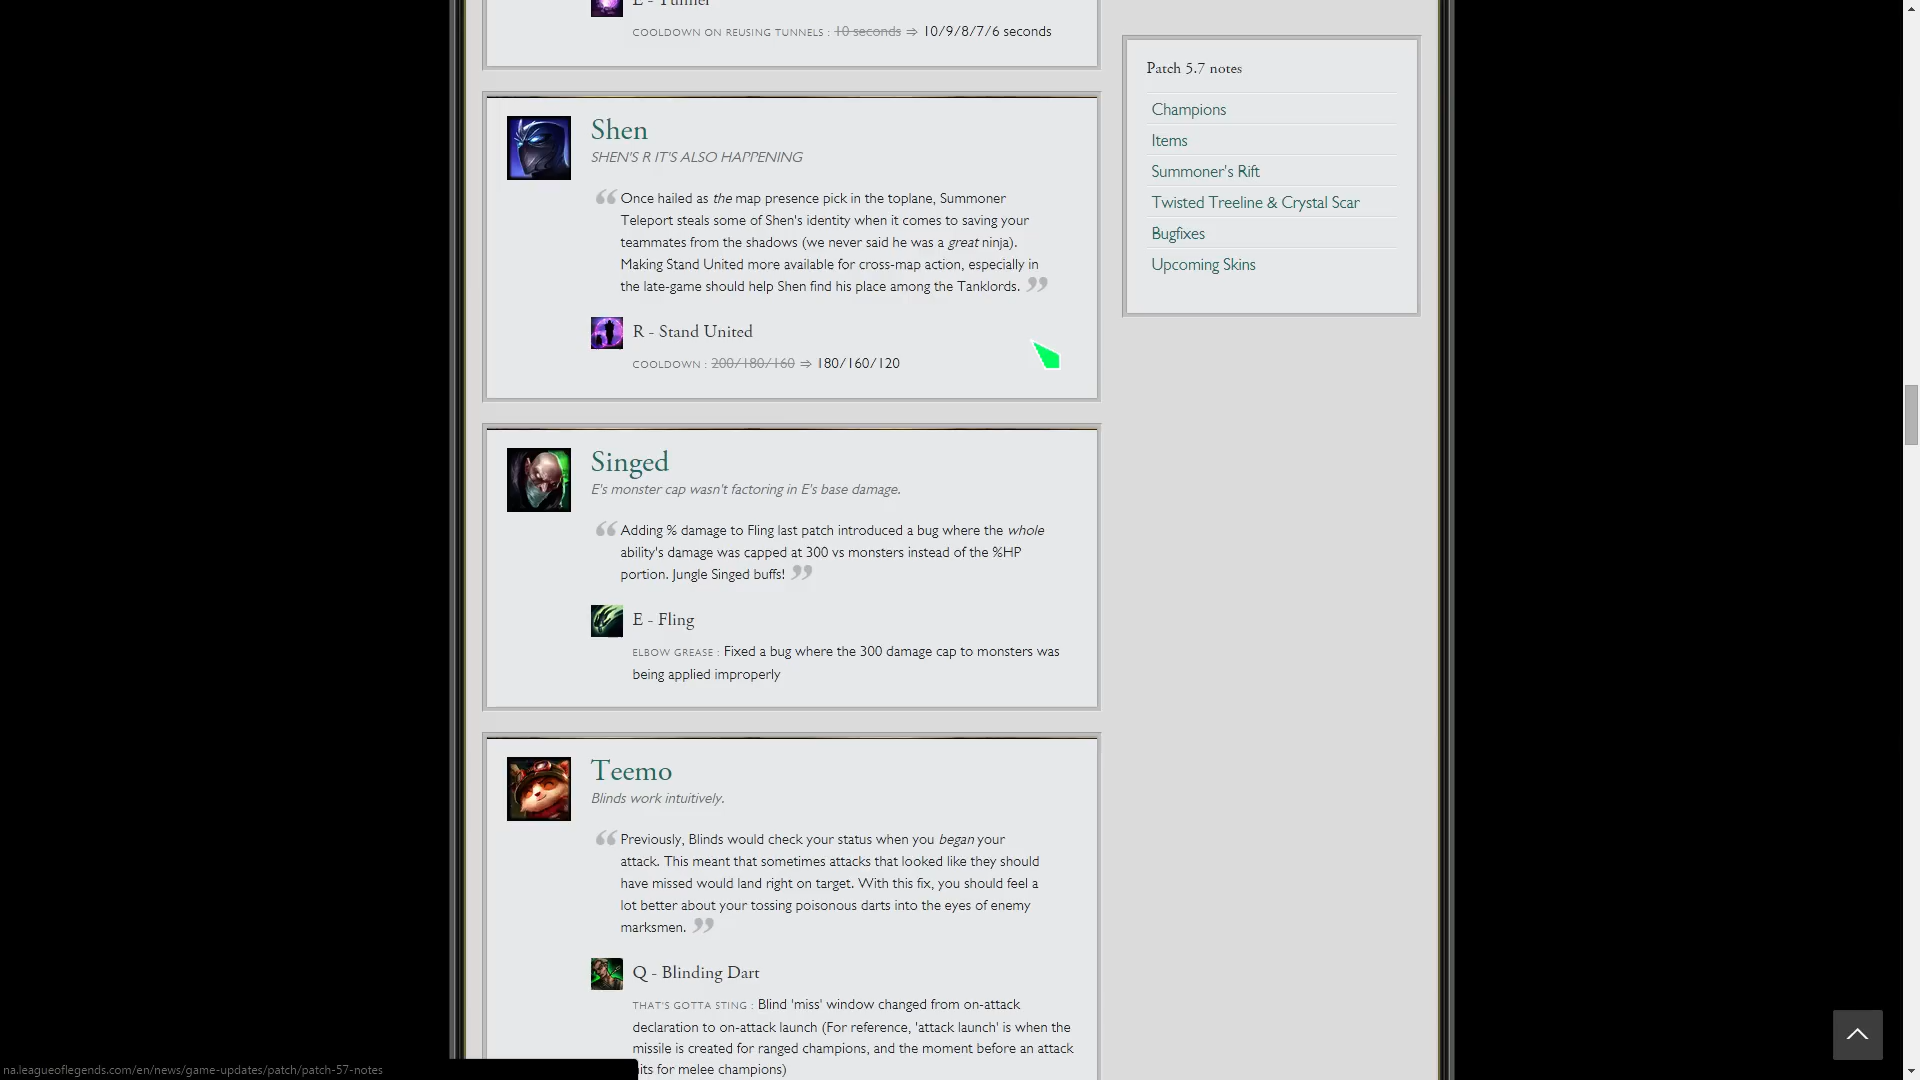 E - Tunnel
COOLDOWN ON REUSING TUNNELS : 10 seconds ⇒ 10/9/8/7/6 seconds
Shen
SHEN'S R IT'S ALSO HAPPENING
“ Once hailed as the map presence pick in the toplane, Summoner
Teleport steals some of Shen's identity when it comes to saving your
teammates from the shadows (we never said he was a great ninja).
Making Stand United more available for cross-map action, especially in
the late-game should help Shen find his place among the Tanklords. ”
R - Stand United
COOLDOWN : 200/180/160 ⇒ 180/160/120
Singed
E's monster cap wasn't factoring in E's base damage.
“ Adding % damage to Fling last patch introduced a bug where the whole
ability's damage was capped at 300 vs monsters instead of the %HP
portion. Jungle Singed buffs! ”
E - Fling
ELBOW GREASE : Fixed a bug where the 300 damage cap to monsters was
being applied improperly
Teemo
Blinds work intuitively.
“ Previously, Blinds would check your status when you began your
attack. This meant that sometimes attacks that looked like they should
have missed would land right on target. With this fix, you should feel a
lot better about your tossing poisonous darts into the eyes of enemy
marksmen. ”
Q - Blinding Dart
THAT'S GOTTA STING : Blind 'miss' window changed from on-attack
declaration to on-attack launch (For reference, 'attack launch' is when the
missile is created for ranged champions, and the moment before an attack
hits for melee champions)
Patch 5.7 notes
Champions
Items
Summoner's Rift
Twisted Treeline & Crystal Scar
Bugfixes
Upcoming Skins
na.leagueoflegends.com/en/news/game-updates/patch/patch-57-notes